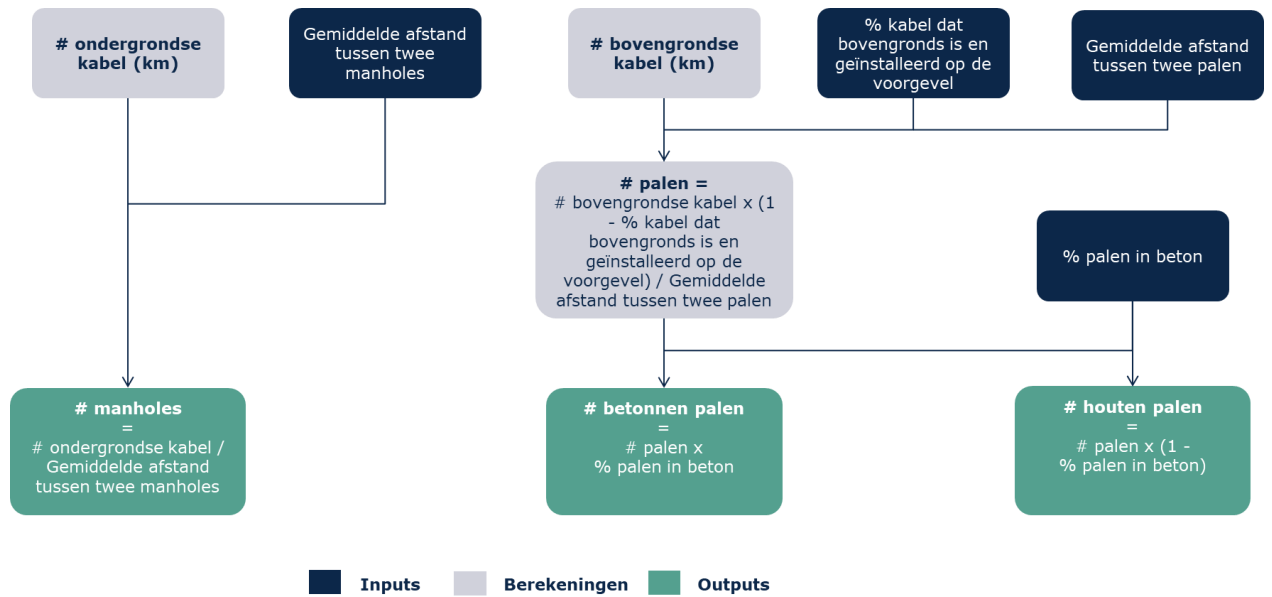 # ondergrondse
kabel (km)
Gemiddelde afstand
tussen twee
manholes
# bovengrondse
kabel (km)
% kabel dat
bovengronds is en
geïnstalleerd op de
voorgevel
Gemiddelde afstand
tussen twee palen
# palen =
# bovengrondse kabel x (1
- % kabel dat
bovengronds is en
geïnstalleerd op de
voorgevel) / Gemiddelde
afstand tussen twee palen
% palen in beton
# manholes
=
# ondergrondse kabel /
Gemiddelde afstand
tussen twee manholes
# betonnen palen
=
# palen x
% palen in beton
# houten palen
=
# palen x (1 -
% palen in beton)
Inputs
Berekeningen
Outputs